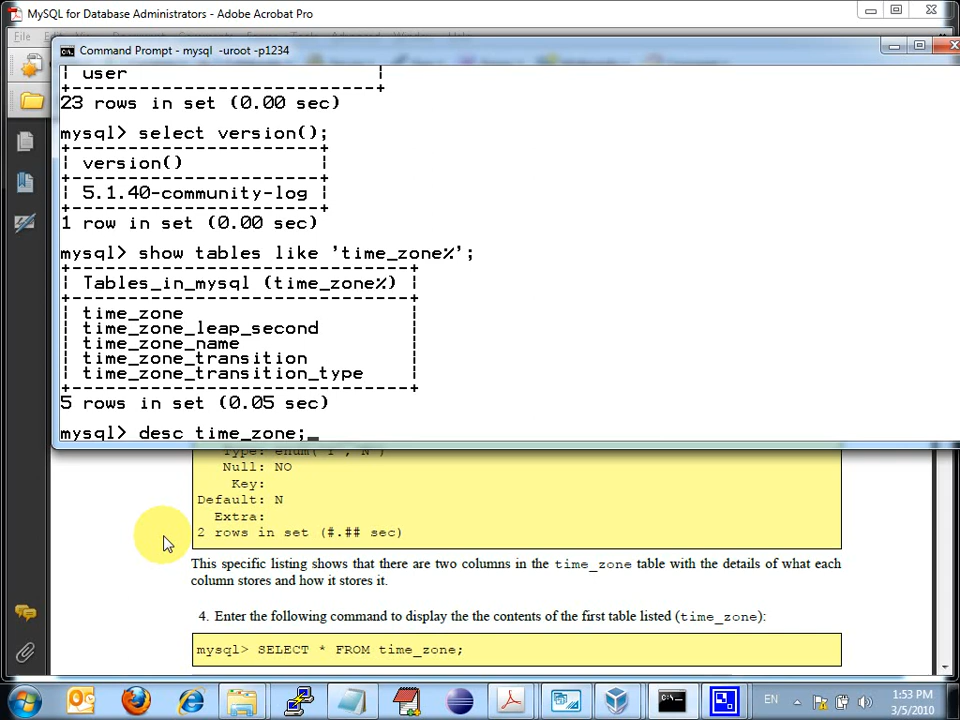 MySQL for Database Administrators - Adobe Acrobat Pro
File
Command Prompt - mysql -uroot -p1234
| user |
+----------------------------+
23 rows in set (0.00 sec)
mysql> select version();
+----------------------+
| version() |
+----------------------+
| 5.1.40-community-log |
+----------------------+
1 row in set (0.00 sec)
mysql> show tables like 'time_zone%';
+------------------------------+
| Tables_in_mysql (time_zone%) |
+------------------------------+
| time_zone |
| time_zone_leap_second |
| time_zone_name |
| time_zone_transition |
| time_zone_transition_type |
+------------------------------+
5 rows in set (0.05 sec)
mysql> desc time_zone;_
Type: enum('Y','N')
Null: NO
Key:
Default: N
Extra:
2 rows in set (#.## sec)
This specific listing shows that there are two columns in the time_zone table with the details of what each
column stores and how it stores it.
4. Enter the following command to display the the contents of the first table listed (time_zone):
mysql> SELECT * FROM time_zone;
EN
1:53 PM
3/5/2010